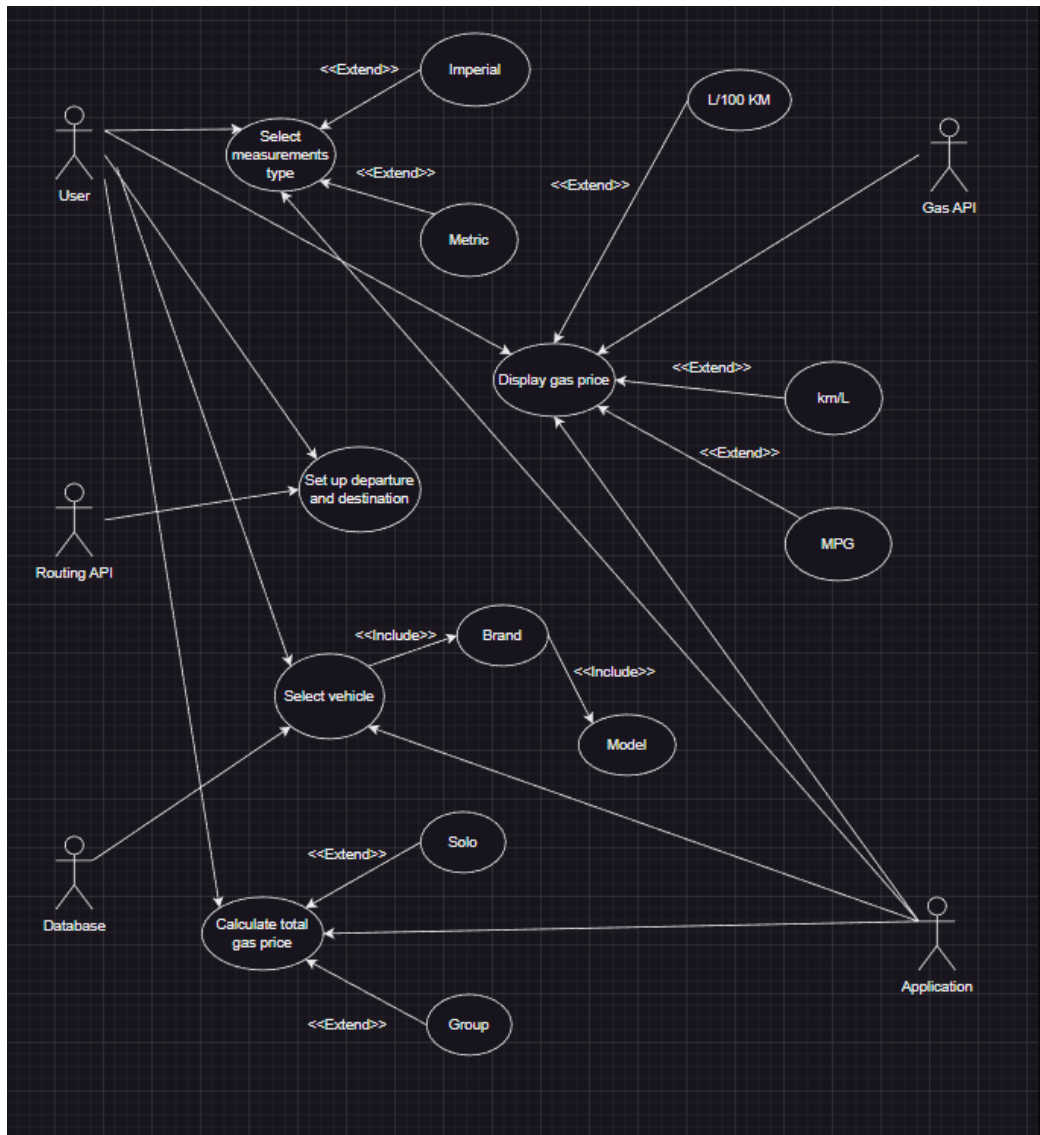 <<Extend>>
Imperial
L/100 KM
Select
measurements
type
User
<<Extend>>
<<Extend>>
Gas API
Metric
Display gas price
<<Extend>>
km/L
<<Extend>>
Set up departure
and destination
MPG
Routing API
<<Include>>
Brand
<<Include>>
Select vehicle
Model
Solo
<<Extend>>
Database
Calculate total
gas price
Application
<<Extend>>
Group